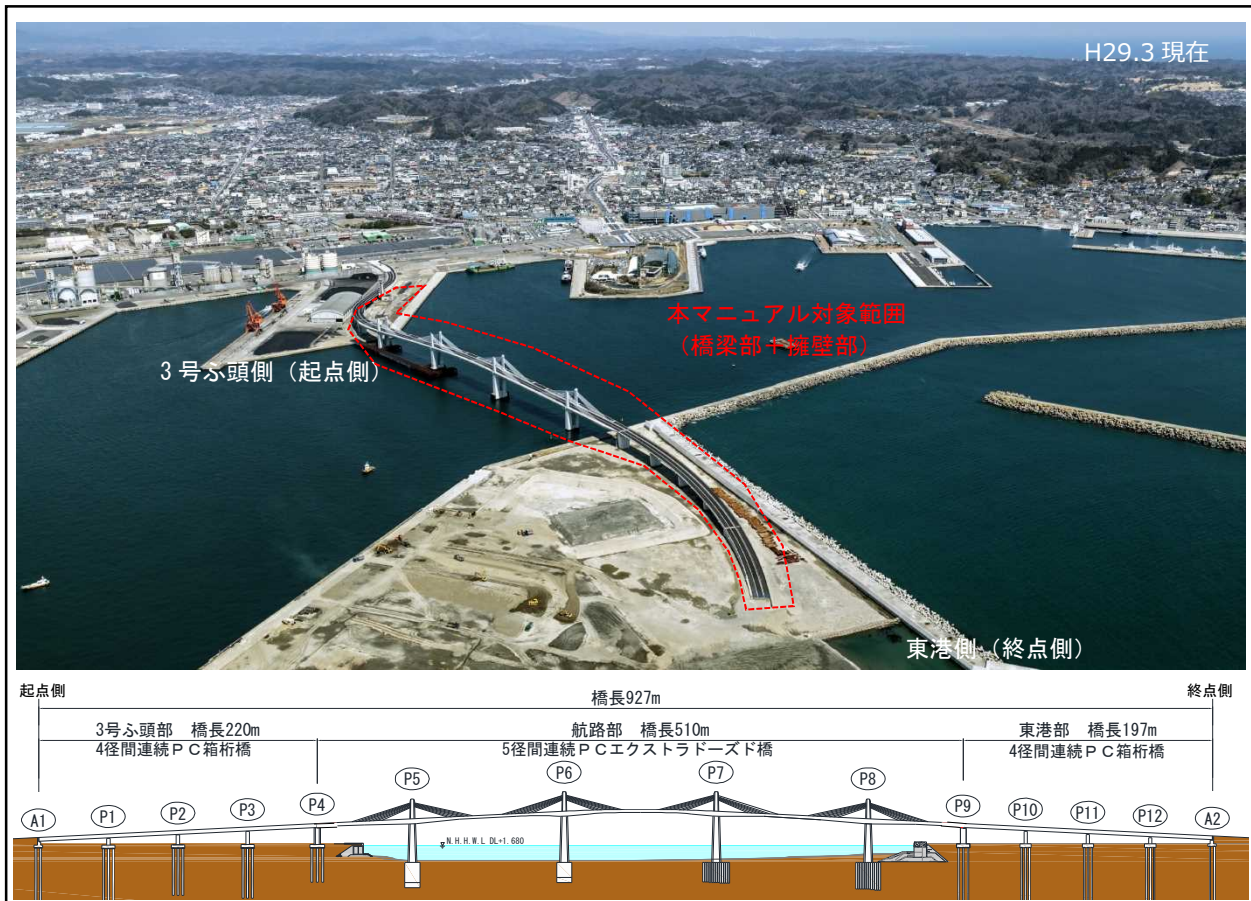 H29.3 現在
本マニュアル対象範囲
（橋梁部＋擁壁部）
3号ふ頭側（起点側）
東港側（終点側）
起点側
橋長927m
終点側
3号ふ頭部 橋長220m
4径間連続ＰＣ箱桁橋
航路部 橋長510m
5径間連続ＰＣエクストラドーズド橋
東港部 橋長197m
4径間連続ＰＣ箱桁橋
A1
P1
P2
P3
P4
P5
P6
P7
P8
P9
P10
P11
P12
A2
N.H.H.W.L DL+1.680